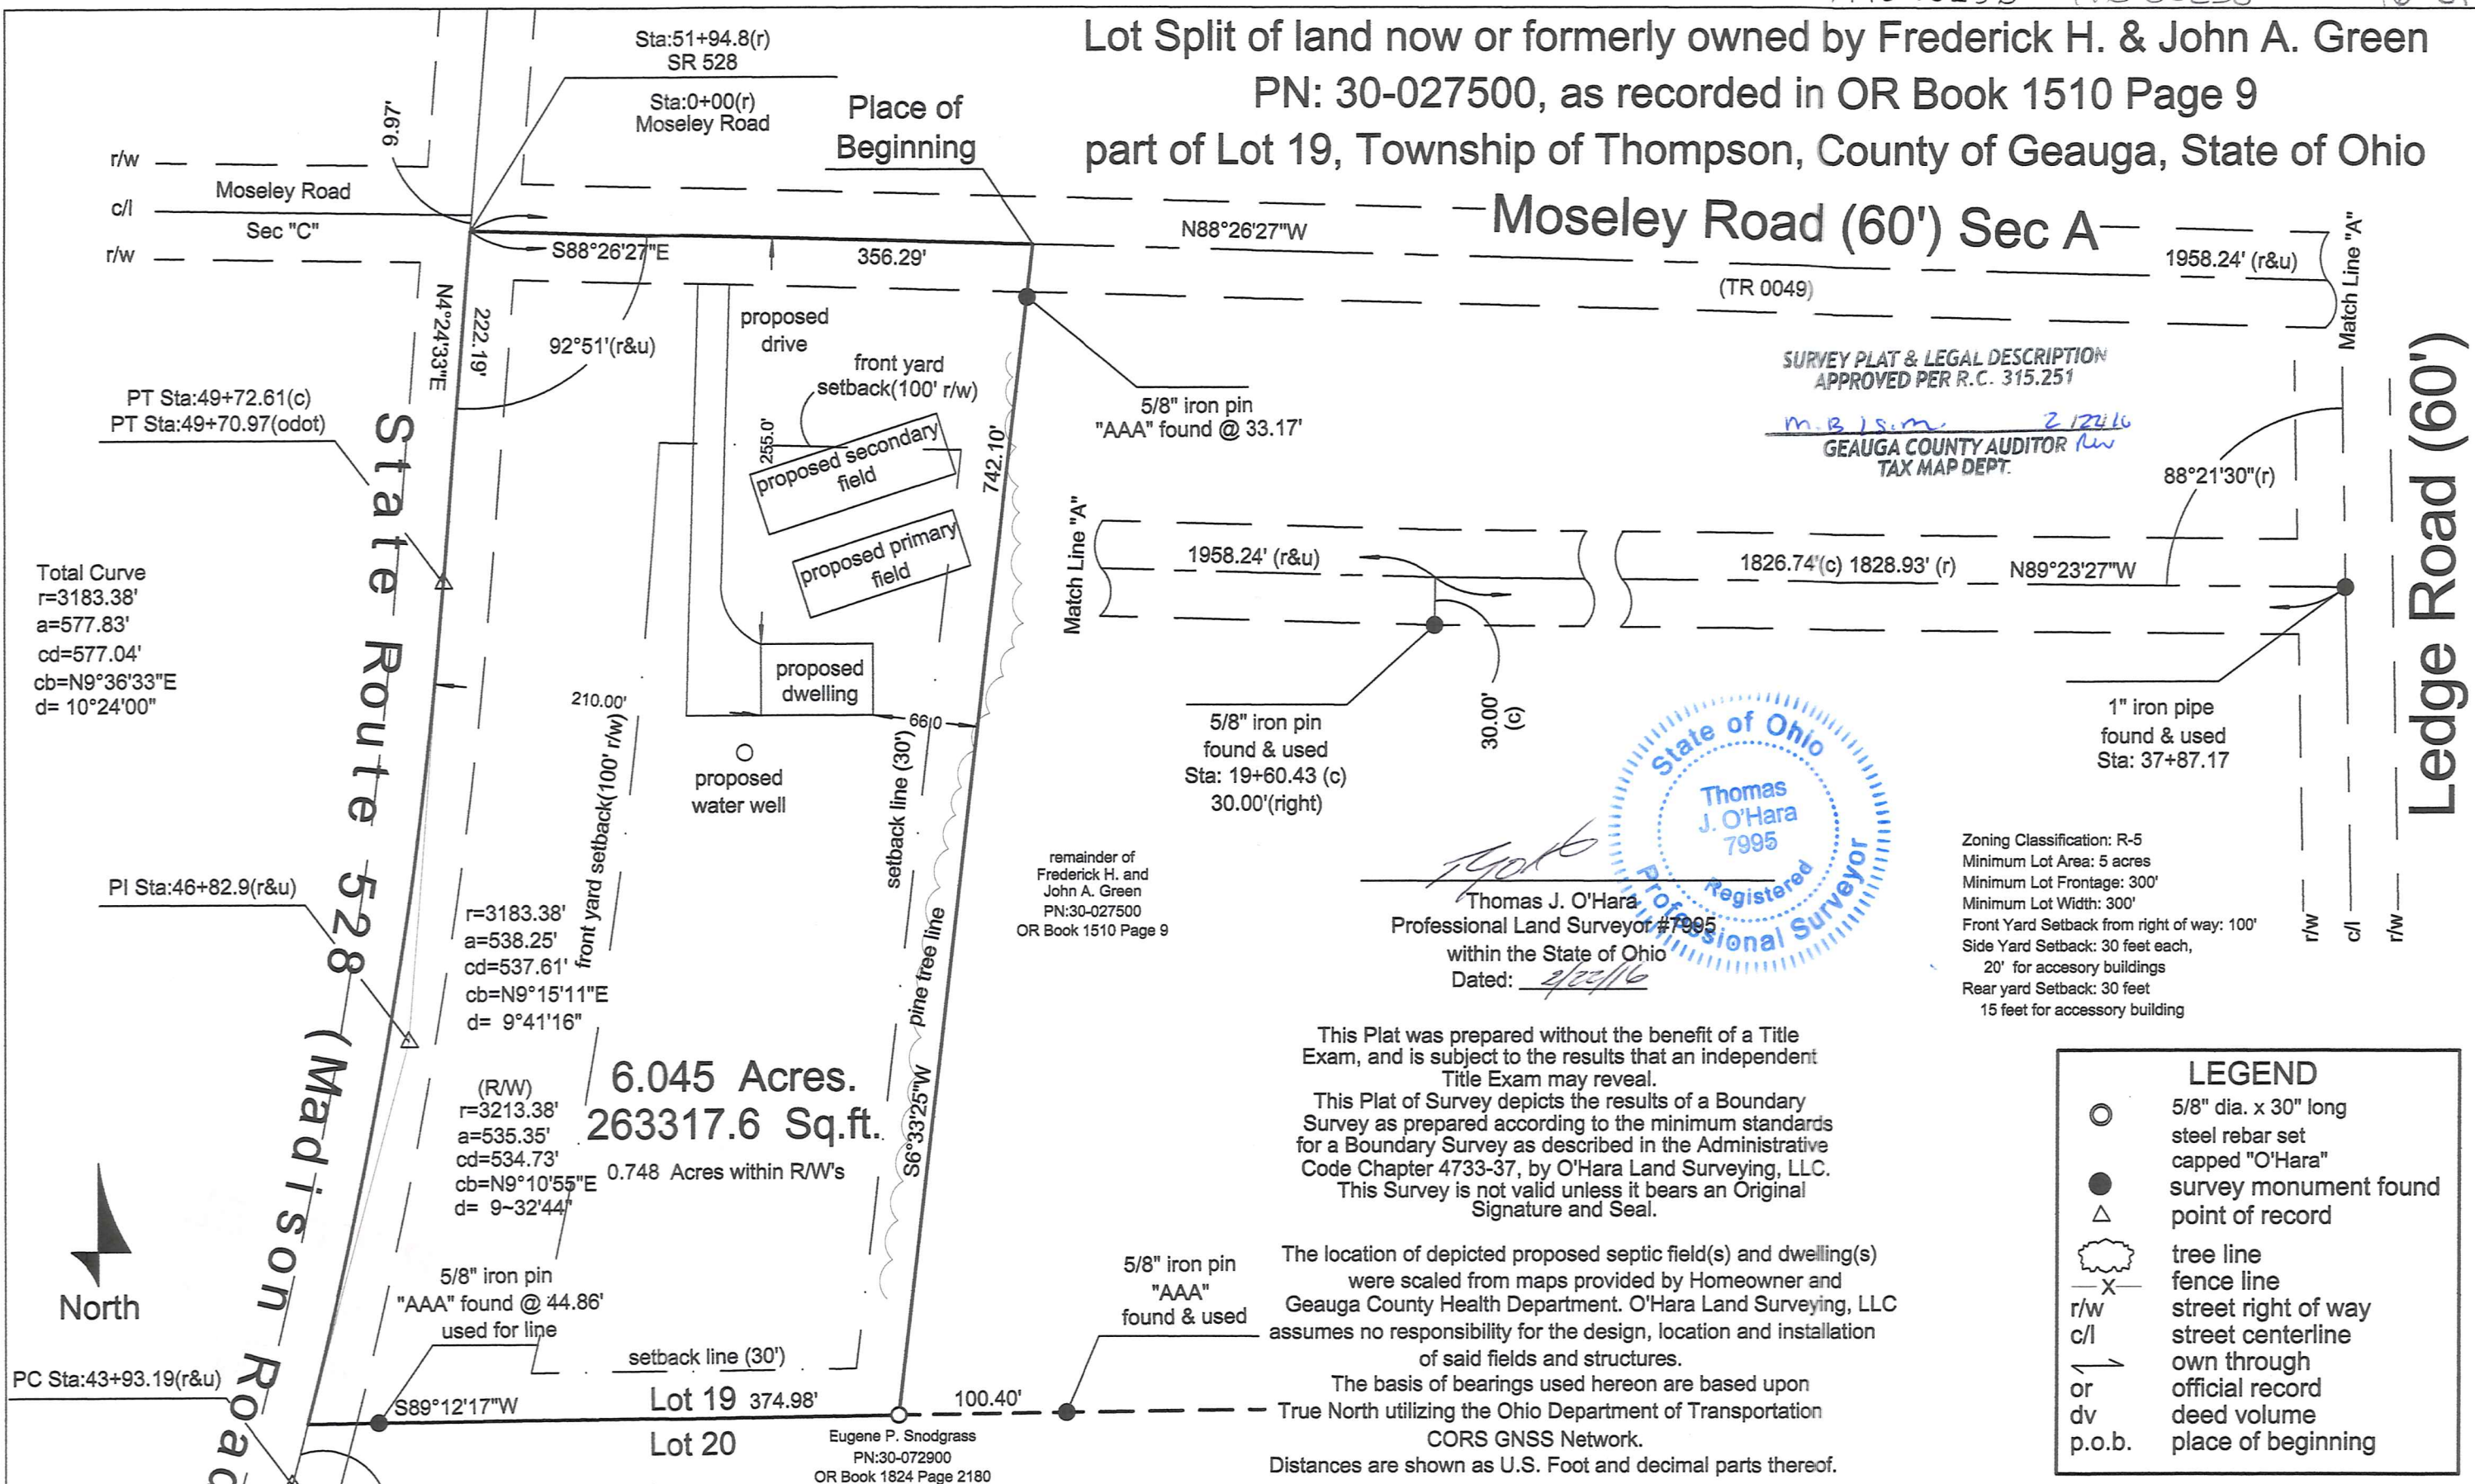 Lot Split of land now or formerly owned by Frederick H. & John A. Green
PN: 30-027500, as recorded in OR Book 1510 Page 9
part of Lot 19, Township of Thompson, County of Geauga, State of Ohio
Sta:51+94.8(r)
SR 528
Sta:0+00(r)
Moseley Road
Place of
Beginning
9.97'
r/w
Moseley Road
c/l
Sec "C"
r/w
Moseley Road (60') Sec A
N88°26'27"W
1958.24' (r&u)
(TR 0049)
Match Line "A"
S88°26'27"E
356.29'
N4°24'33"E
222.19'
92°51'(r&u)
proposed
drive
front yard
setback(100' r/w)
255.0'
proposed secondary
field
proposed primary
field
742.10'
5/8" iron pin
"AAA" found @ 33.17'
SURVEY PLAT & LEGAL DESCRIPTION
APPROVED PER R.C. 315.251
GEAUGA COUNTY AUDITOR
TAX MAP DEPT.
88°21'30"(r)
Ledge Road (60')
PT Sta:49+72.61(c)
PT Sta:49+70.97(odot)
State Route 528 (Madison Road
Total Curve
r=3183.38'
a=577.83'
cd=577.04'
cb=N9°36'33"E
d= 10°24'00"
Match Line "A"
1958.24' (r&u)
1826.74'(c) 1828.93' (r)
N89°23'27"W
proposed
dwelling
210.00'
front yard setback(100' r/w)
66.0
setback line (30')
proposed
water well
5/8" iron pin
found & used
Sta: 19+60.43 (c)
30.00'(right)
30.00'
(c)
1" iron pipe
found & used
Sta: 37+87.17
State of Ohio
Thomas
J. O'Hara
7995
Registered
Professional Surveyor
Thomas J. O'Hara
Professional Land Surveyor #7995
within the State of Ohio
Dated: 2/22/16
Zoning Classification: R-5
Minimum Lot Area: 5 acres
Minimum Lot Frontage: 300'
Minimum Lot Width: 300'
Front Yard Setback from right of way: 100'
Side Yard Setback: 30 feet each,
20' for accesory buildings
Rear yard Setback: 30 feet
15 feet for accessory building
r/w
c/l
r/w
remainder of
Frederick H. and
John A. Green
PN:30-027500
OR Book 1510 Page 9
PI Sta:46+82.9(r&u)
r=3183.38'
a=538.25'
cd=537.61'
cb=N9°15'11"E
d= 9°41'16"
(R/W)
r=3213.38'
a=535.35'
cd=534.73'
cb=N9°10'55"E
d= 9~32'44"
6.045 Acres.
263317.6 Sq.ft.
0.748 Acres within R/W's
S6°33'25"W
pine tree line
This Plat was prepared without the benefit of a Title
Exam, and is subject to the results that an independent
Title Exam may reveal.
This Plat of Survey depicts the results of a Boundary
Survey as prepared according to the minimum standards
for a Boundary Survey as described in the Administrative
Code Chapter 4733-37, by O'Hara Land Surveying, LLC.
This Survey is not valid unless it bears an Original
Signature and Seal.
The location of depicted proposed septic field(s) and dwelling(s)
were scaled from maps provided by Homeowner and
Geauga County Health Department. O'Hara Land Surveying, LLC
assumes no responsibility for the design, location and installation
of said fields and structures.
The basis of bearings used hereon are based upon
True North utilizing the Ohio Department of Transportation
CORS GNSS Network.
Distances are shown as U.S. Foot and decimal parts thereof.
LEGEND
5/8" dia. x 30" long
steel rebar set
capped "O'Hara"
survey monument found
point of record
tree line
x fence line
r/w street right of way
c/l street centerline
own through
or official record
dv deed volume
p.o.b. place of beginning
North
5/8" iron pin
"AAA" found @ 44.86'
used for line
setback line (30')
PC Sta:43+93.19(r&u)
S89°12'17"W
Lot 19 374.98'
Lot 20
100.40'
5/8" iron pin
"AAA"
found & used
Eugene P. Snodgrass
PN:30-072900
OR Book 1824 Page 2180